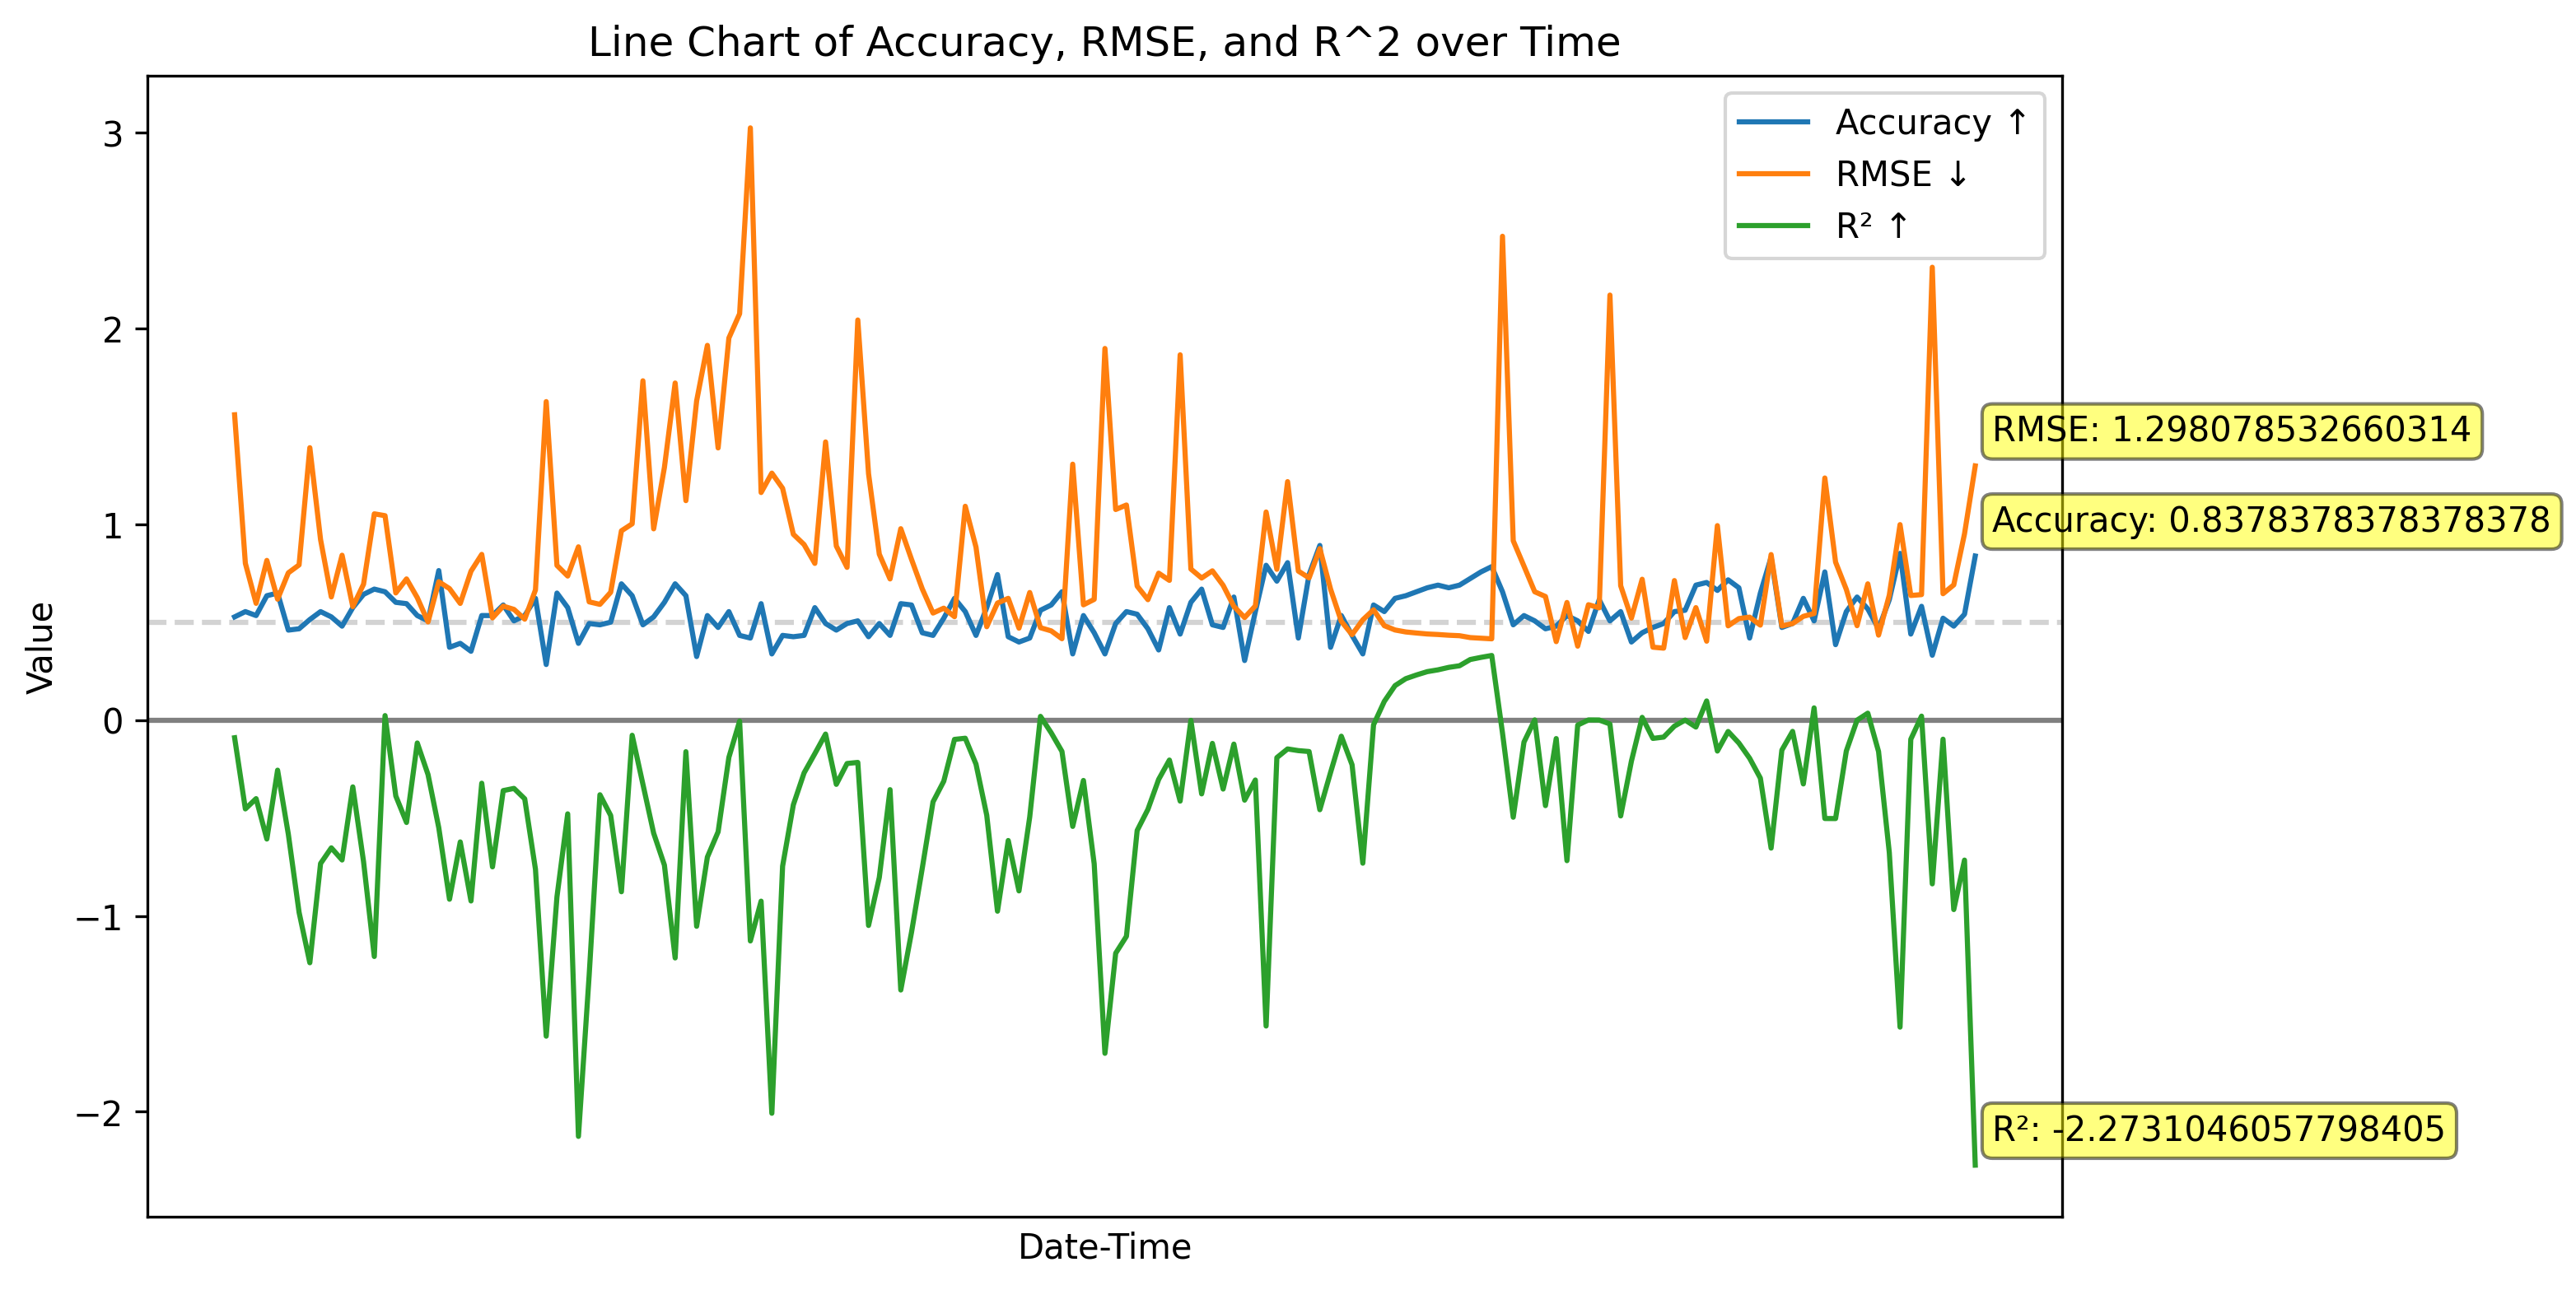 Line Chart of Accuracy, RMSE, and R^2 over Time
Value
3
2
1
0
−1
−2
Accuracy ↑
RMSE ↓
R² ↑
RMSE: 1.298078532660314
Accuracy: 0.8378378378378378
R²: -2.2731046057798405
Date-Time